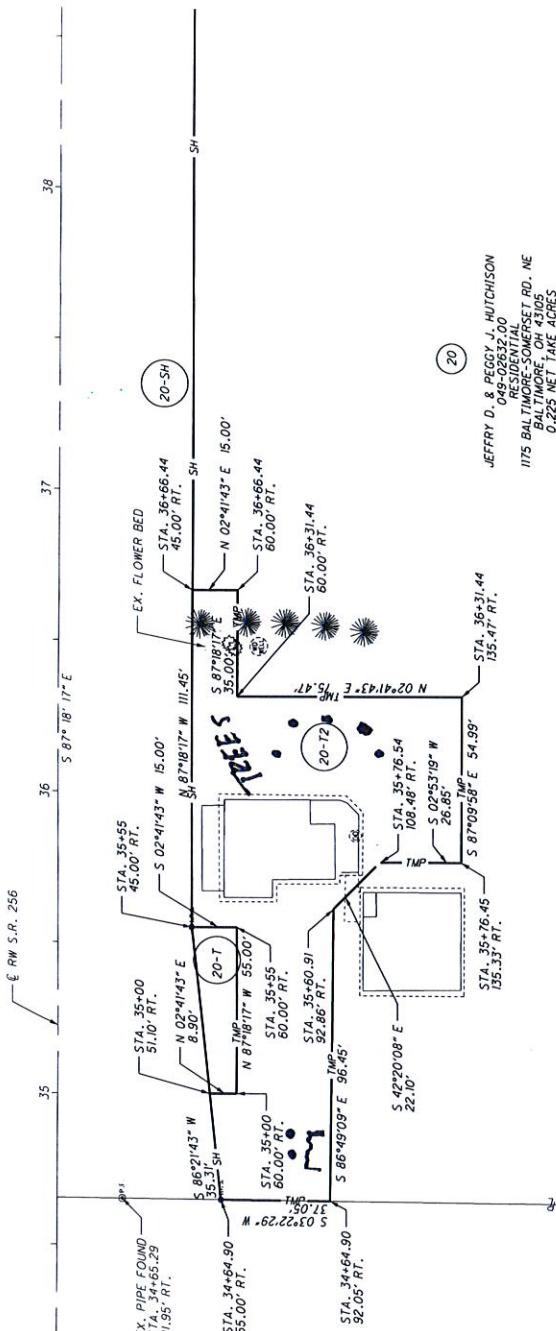 ℄ RW S.R. 256
S 87° 18' 17" E
35
36
37
38
EX. PIPE FOUND
STA. 34+65.29
STA. 34+64.90
55.00' RT.
S 86°21'43" W
35.31'
SH
STA. 35+00
51.10' RT.
N 02°41'43" E
8.90'
20-T
STA. 35+55
45.00' RT.
S 02°41'43" W 15.00'
N 87°18'17" W 111.45'
SH
20-SH
SH
SH
SH
EX. FLOWER BED
STA. 36+66.44
45.00' RT.
N 02°41'43" E 15.00'
STA. 36+66.44
60.00' RT.
S 87°18'17" E
35.00'
TMP
STA. 36+31.44
60.00' RT.
TREES
20-T2
N 02°41'43" E 75.47'
TMP
STA. 36+31.44
135.47' RT.
S 87°09'58" E 54.99'
TMP
STA. 35+76.54
108.48' RT.
S 02°53'19" W
26.85'
TMP
STA. 35+76.45
135.33' RT.
S 42°20'08" E
22.10'
STA. 35+60.91
92.86' RT.
STA. 35+55
60.00' RT.
N 87°18'17" W 55.00'
TMP
STA. 35+00
60.00' RT.
S 86°49'09" E 96.45'
TMP
S 03°22'29" W
37.05'
TMP
STA. 34+64.90
92.05' RT.
20
JEFFRY D. & PEGGY J. HUTCHISON
049-02632.00
RESIDENTIAL
1175 BALTIMORE-SOMERSET RD. NE
BALTIMORE, OH 43105
0.225 NET TAKE ACRES